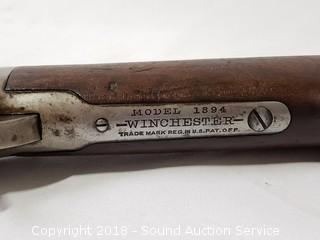 MODEL 1894
-WINCHESTER-
TRADE MARK REG. IN U.S. PAT. OFF.
Copyright 2018 - Sound Auction Service